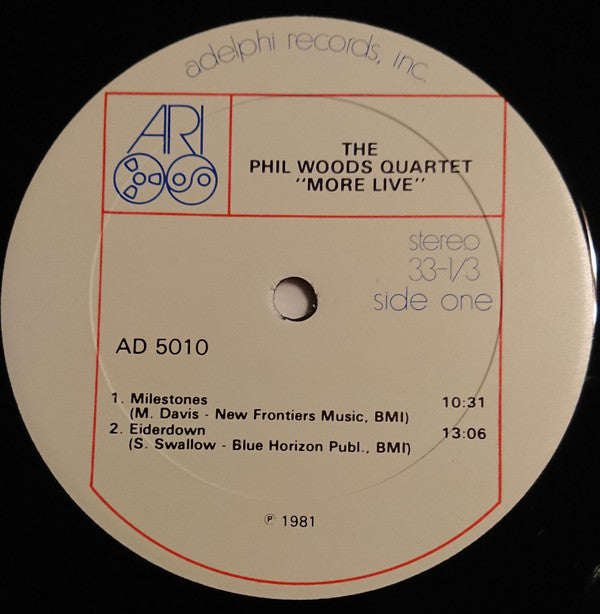 adelphi records, inc.
ARI
THE
PHIL WOODS QUARTET
"MORE LIVE"
stereo
33-1/3
side one
AD 5010
1. Milestones 10:31
(M. Davis - New Frontiers Music, BMI)
2. Eiderdown 13:06
(S. Swallow - Blue Horizon Publ., BMI)
℗ 1981